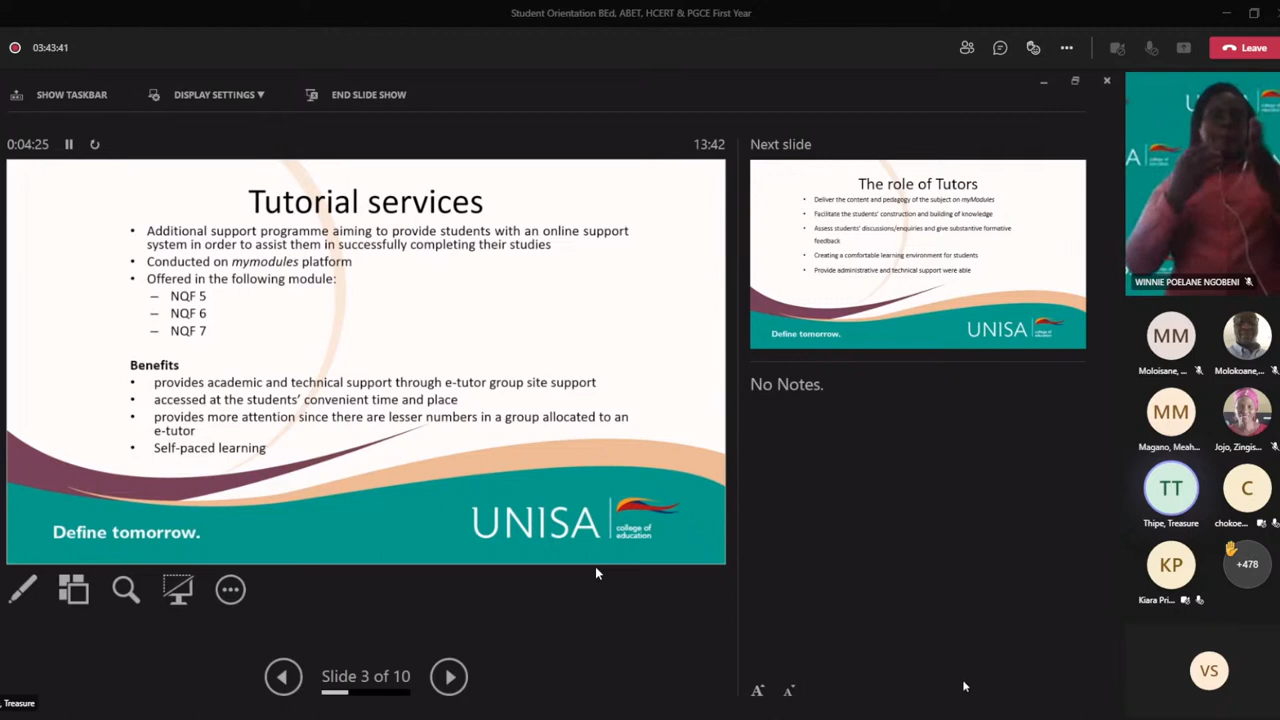 Student Orientation BEd, ABET, HCERT & PGCE First Year
03:43:41
Leave
SHOW TASKBAR
DISPLAY SETTINGS ▼
END SLIDE SHOW
0:04:25
13:42
Tutorial services
• Additional support programme aiming to provide students with an online support
system in order to assist them in successfully completing their studies
• Conducted on mymodules platform
• Offered in the following module:
– NQF 5
– NQF 6
– NQF 7
Benefits
• provides academic and technical support through e-tutor group site support
• accessed at the students' convenient time and place
• provides more attention since there are lesser numbers in a group allocated to an
e-tutor
• Self-paced learning
Define tomorrow.
UNISA
college of
education
Slide 3 of 10
, Treasure
Next slide
The role of Tutors
• Deliver the content and pedagogy of the subject on myModules
• Facilitate the students' construction and building of knowledge
• Assess students' discussions/enquiries and give substantive formative
feedback
• Creating a comfortable learning environment for students
• Provide administrative and technical support were able
Define tomorrow.
UNISA
college of
education
No Notes.
A A
WINNIE POELANE NGOBENI
MM
Moloisane, ...
Molokoane,...
MM
Magano, Meah...
Jojo, Zingis...
TT
Thipe, Treasure
C
chokoe...
KP
Kiara Pri...
+478
VS